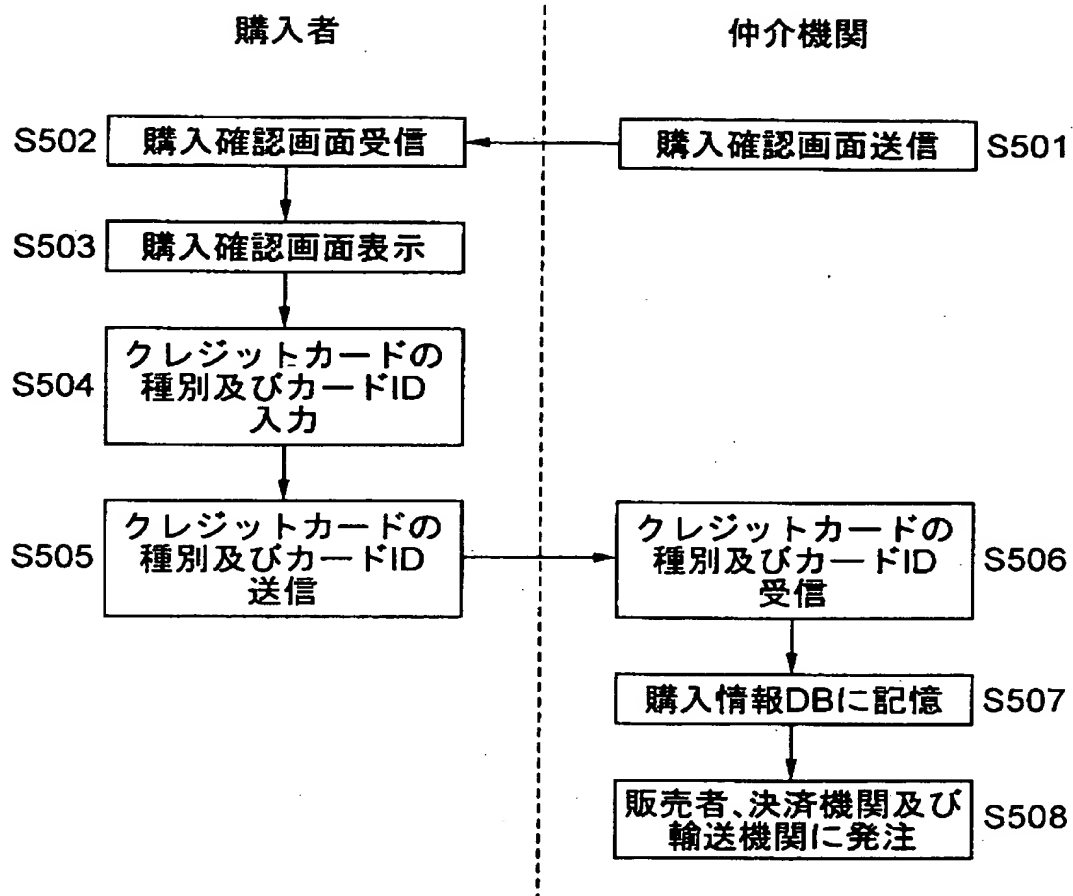 購入者
仲介機関
S502
購入確認画面受信
購入確認画面送信
S501
S503
購入確認画面表示
S504
クレジットカードの
種別及びカードID
入力
S505
クレジットカードの
種別及びカードID
送信
クレジットカードの
種別及びカードID
受信
S506
購入情報DBに記憶
S507
販売者、決済機関及び
輸送機関に発注
S508